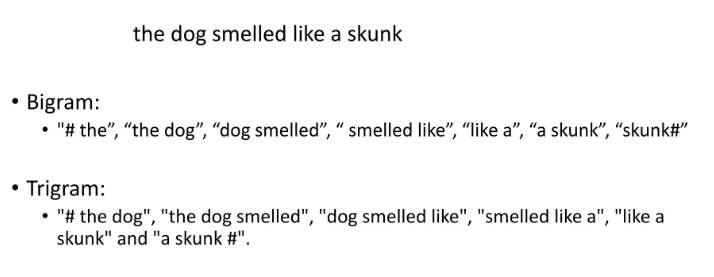 the dog smelled like a skunk
• Bigram:
• "# the”, “the dog”, “dog smelled”, “ smelled like”, “like a”, “a skunk”, “skunk#”
• Trigram:
• "# the dog", "the dog smelled", "dog smelled like", "smelled like a", "like a
skunk" and "a skunk #".